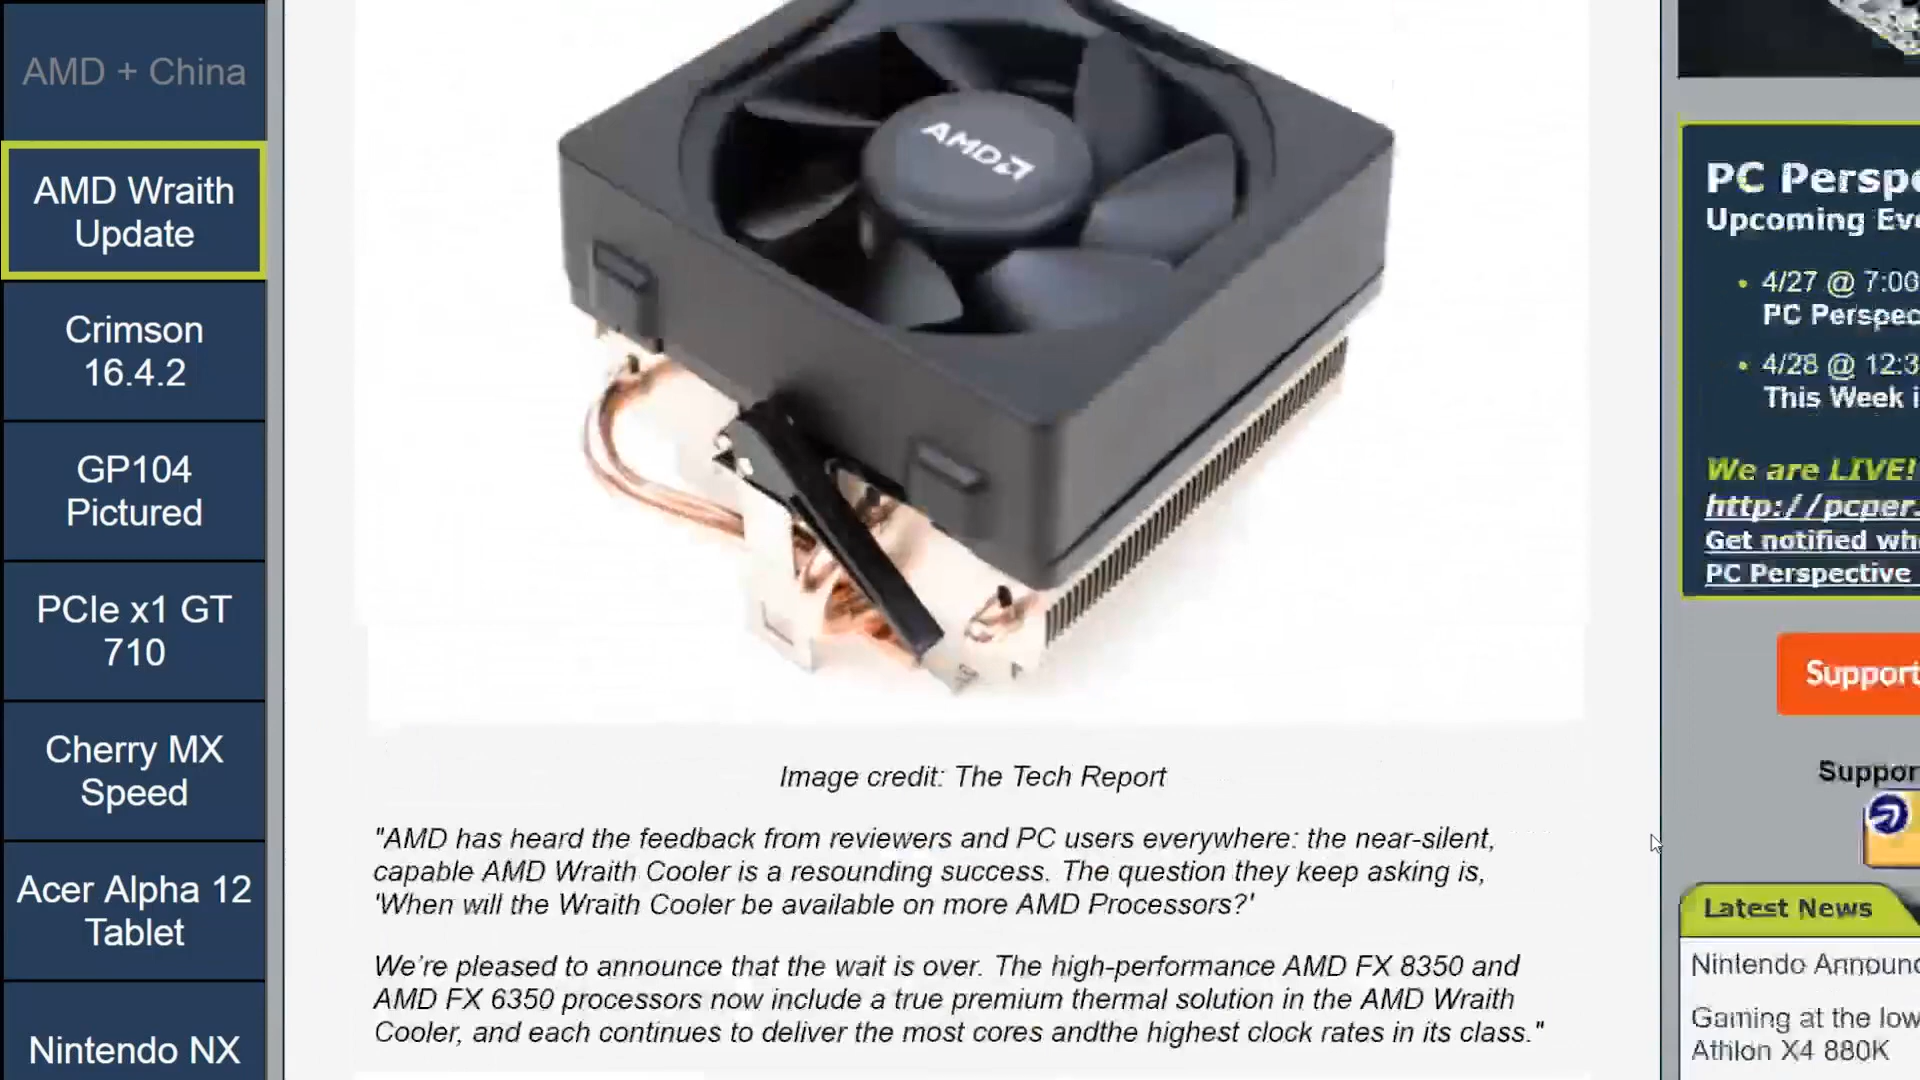 AMD + China
AMD Wraith
Update
Crimson
16.4.2
GP104
Pictured
PCIe x1 GT
710
Cherry MX
Speed
Acer Alpha 12
Tablet
Nintendo NX
AMD
Image credit: The Tech Report
"AMD has heard the feedback from reviewers and PC users everywhere: the near-silent,
capable AMD Wraith Cooler is a resounding success. The question they keep asking is,
'When will the Wraith Cooler be available on more AMD Processors?'
We're pleased to announce that the wait is over. The high-performance AMD FX 8350 and
AMD FX 6350 processors now include a true premium thermal solution in the AMD Wraith
Cooler, and each continues to deliver the most cores andthe highest clock rates in its class."
PC Perspe
Upcoming Eve
• 4/27 @ 7:00
PC Perspec
• 4/28 @ 12:3
This Week i
We are LIVE!
http://pcper.
Get notified whe
PC Perspective
Support
Suppor
Latest News
Nintendo Announc
Gaming at the low
Athlon X4 880K